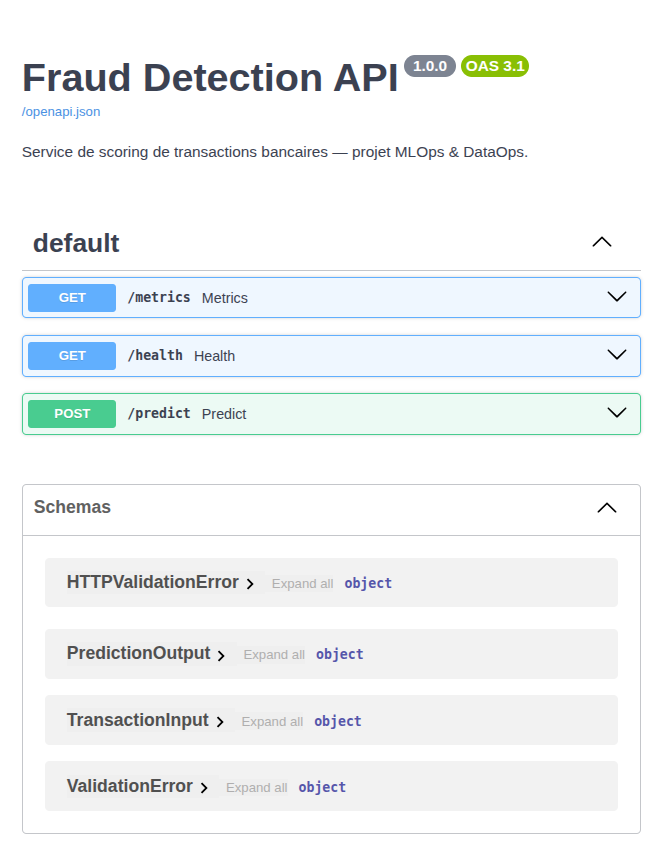 Fraud Detection API 1.0.0 OAS 3.1
/openapi.json
Service de scoring de transactions bancaires — projet MLOps & DataOps.
default
GET /metrics Metrics
GET /health Health
POST /predict Predict
Schemas
HTTPValidationError Expand all object
PredictionOutput Expand all object
TransactionInput Expand all object
ValidationError Expand all object